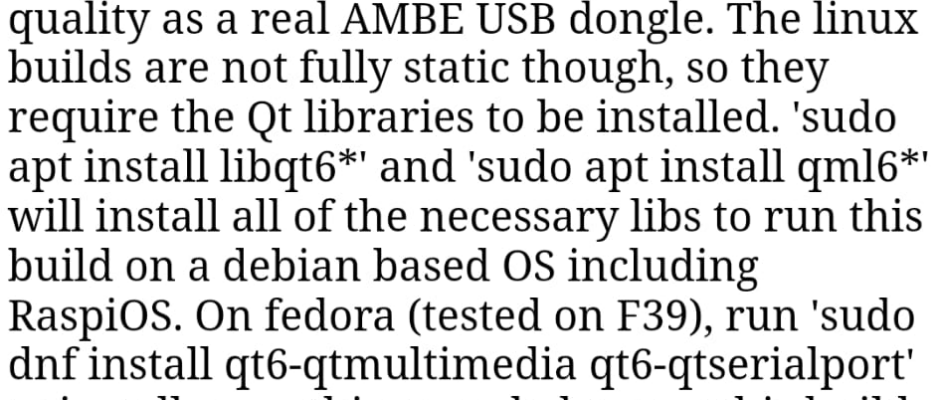 quality as a real AMBE USB dongle. The linux
builds are not fully static though, so they
require the Qt libraries to be installed. 'sudo
apt install libqt6*' and 'sudo apt install qml6*'
will install all of the necessary libs to run this
build on a debian based OS including
RaspiOS. On fedora (tested on F39), run 'sudo
dnf install qt6-qtmultimedia qt6-qtserialport'